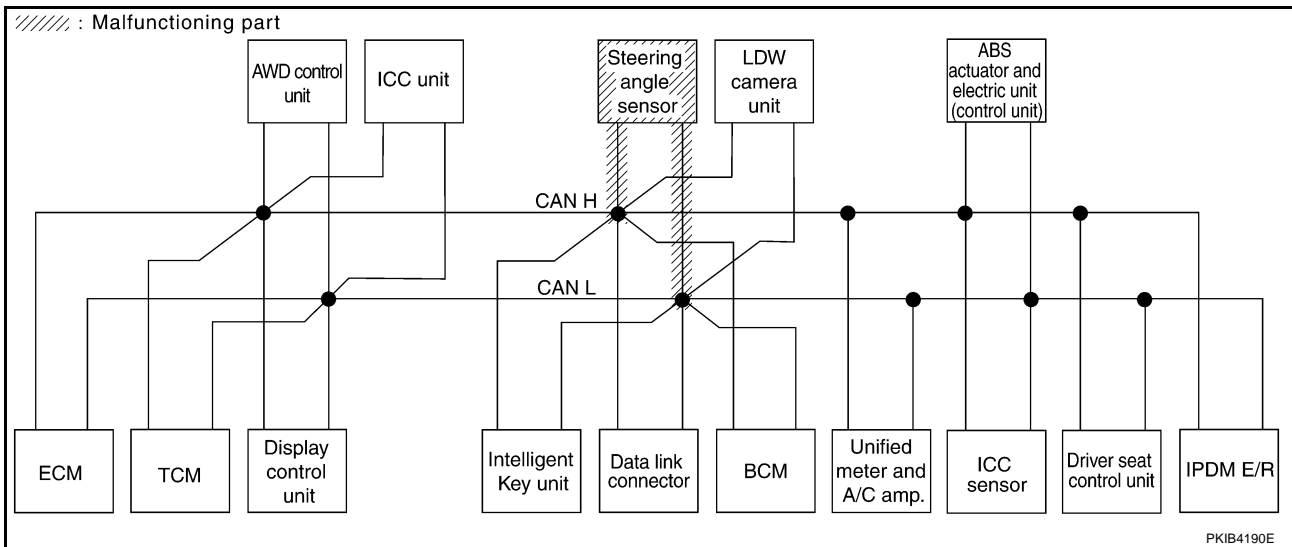 : Malfunctioning part
AWD control
unit
ICC unit
Steering
angle
sensor
LDW
camera
unit
ABS
actuator and
electric unit
(control unit)
CAN H
CAN L
ECM
TCM
Display
control
unit
Intelligent
Key unit
Data link
connector
BCM
Unified
meter and
A/C amp.
ICC
sensor
Driver seat
control unit
IPDM E/R
PKIB4190E